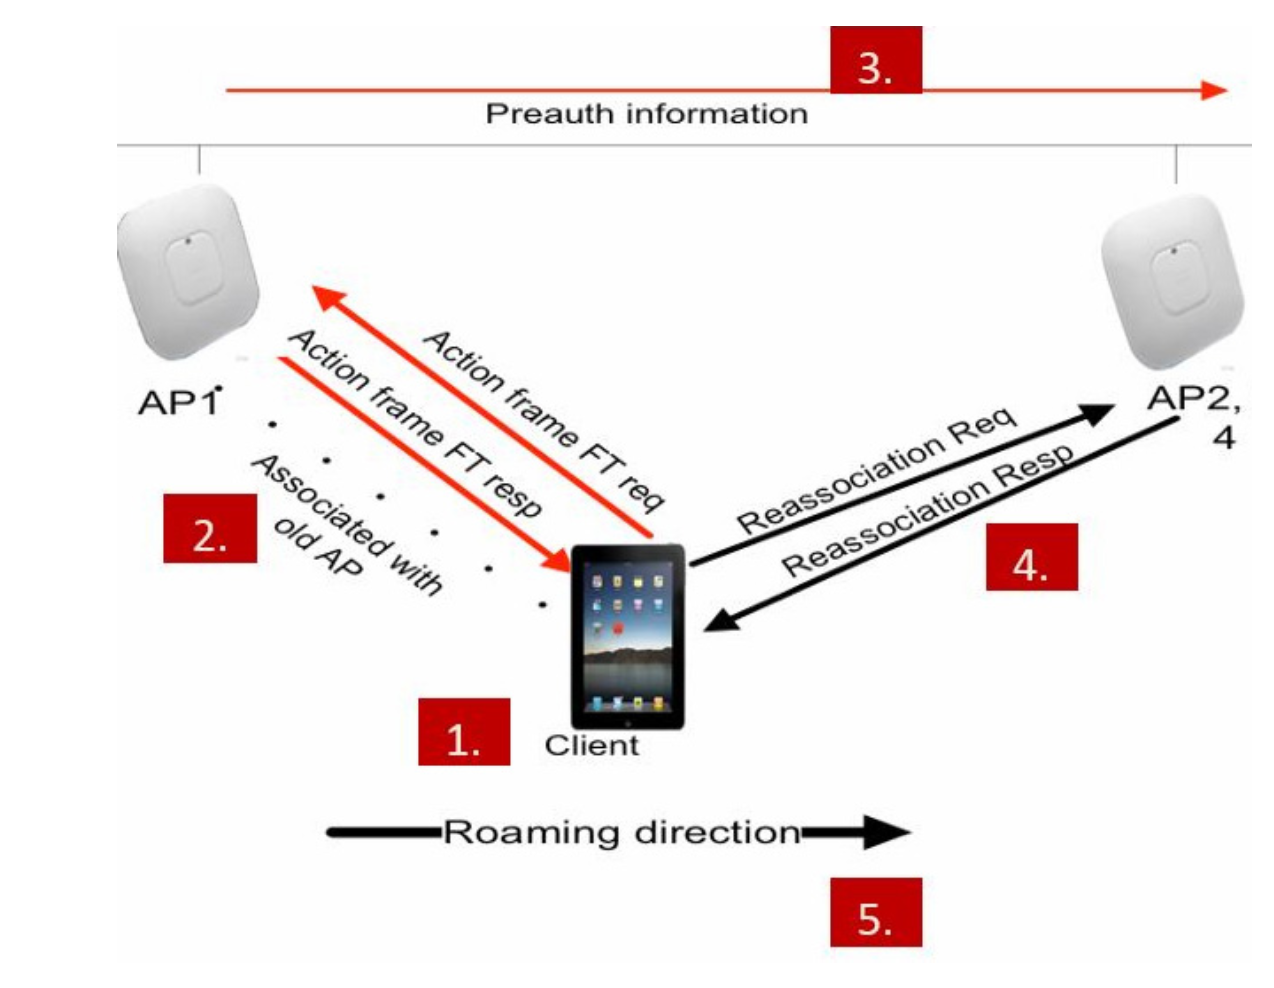 3.
Preauth information
AP1
Action frame FT req
Action frame FT resp
Associated with
old AP
2.
AP2,
4
Reassociation Req
Reassociation Resp
4.
1.
Client
Roaming direction
5.